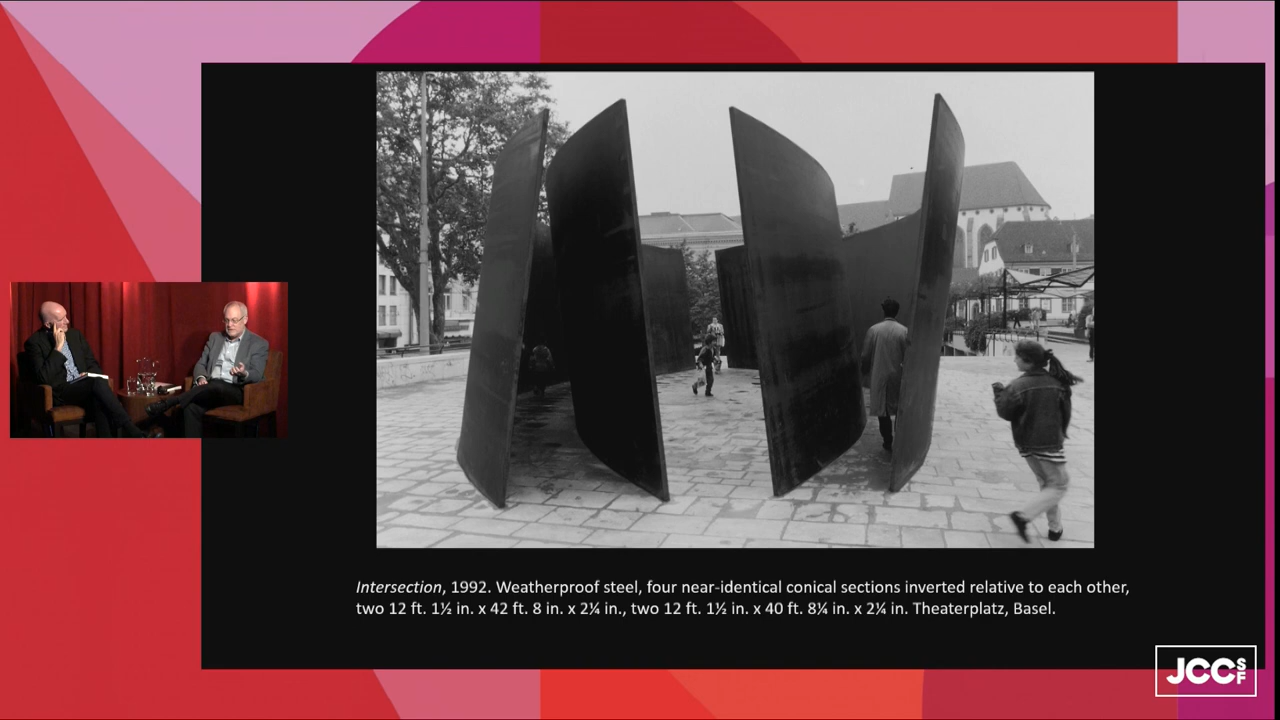 Intersection, 1992. Weatherproof steel, four near-identical conical sections inverted relative to each other,
two 12 ft. 1½ in. x 42 ft. 8 in. x 2¼ in., two 12 ft. 1½ in. x 40 ft. 8¼ in. x 2¼ in. Theaterplatz, Basel.
JCCSF